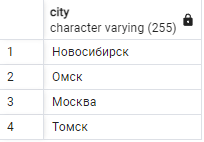 city
character varying (255)
1 Новосибирск
2 Омск
3 Москва
4 Томск